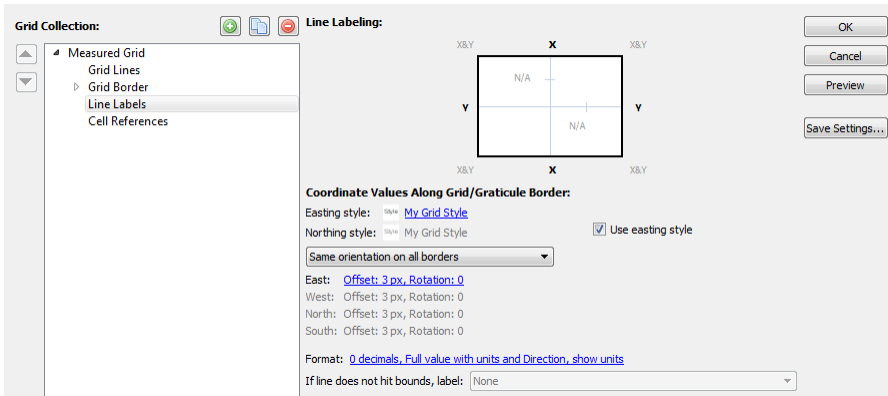 Grid Collection:
Measured Grid
Grid Lines
Grid Border
Line Labels
Cell References
Line Labeling:
X&Y X X&Y
N/A
Y Y
N/A
X&Y X X&Y
Coordinate Values Along Grid/Graticule Border:
Easting style: Style My Grid Style
Northing style: Style My Grid Style
Use easting style
Same orientation on all borders
East: Offset: 3 px, Rotation: 0
West: Offset: 3 px, Rotation: 0
North: Offset: 3 px, Rotation: 0
South: Offset: 3 px, Rotation: 0
Format: 0 decimals, Full value with units and Direction, show units
If line does not hit bounds, label: None
OK
Cancel
Preview
Save Settings...